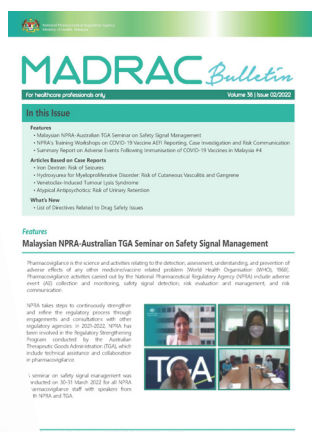 National Pharmaceutical Regulatory Agency
Ministry of Health, Malaysia
MADRAC Bulletin
For healthcare professionals only
Volume 38 | Issue 02/2022
In this Issue
Features
• Malaysian NPRA-Australian TGA Seminar on Safety Signal Management
• NPRA's Training Workshops on COVID-19 Vaccine AEFI Reporting, Case Investigation and Risk Communication
• Summary Report on Adverse Events Following Immunisation of COVID-19 Vaccines in Malaysia #4
Articles Based on Case Reports
• Iron Dextran: Risk of Seizures
• Hydroxyurea for Myeloproliferative Disorder: Risk of Cutaneous Vasculitis and Gangrene
• Venetoclax-Induced Tumour Lysis Syndrome
• Atypical Antipsychotics: Risk of Urinary Retention
What's New
• List of Directives Related to Drug Safety Issues
Features
Malaysian NPRA-Australian TGA Seminar on Safety Signal Management
Pharmacovigilance is the science and activities relating to the detection, assessment, understanding, and prevention of
adverse effects of any other medicine/vaccine related problem [World Health Organisation (WHO),
Pharmacovigilance activities carried out by the National Pharmaceutical Regulatory Agency (NPRA) include adverse
event (AE) collection and monitoring, safety signal detection, risk evaluation and management, and risk
communication.
NPRA takes steps to continuously strengthen
and refine the regulatory process through
engagements and consultations with other
regulatory agencies. In 2021-2022, NPRA has
been involved in the Regulatory Strengthening
Program conducted by the Australian
Therapeutic Goods Administration (TGA), which
include technical assistance and collaboration
in pharmacovigilance.
seminar on safety signal management was
onducted on 30-31 March 2022 for all NPRA
armacovigilance staff with speakers from
th NPRA and TGA.
TGA